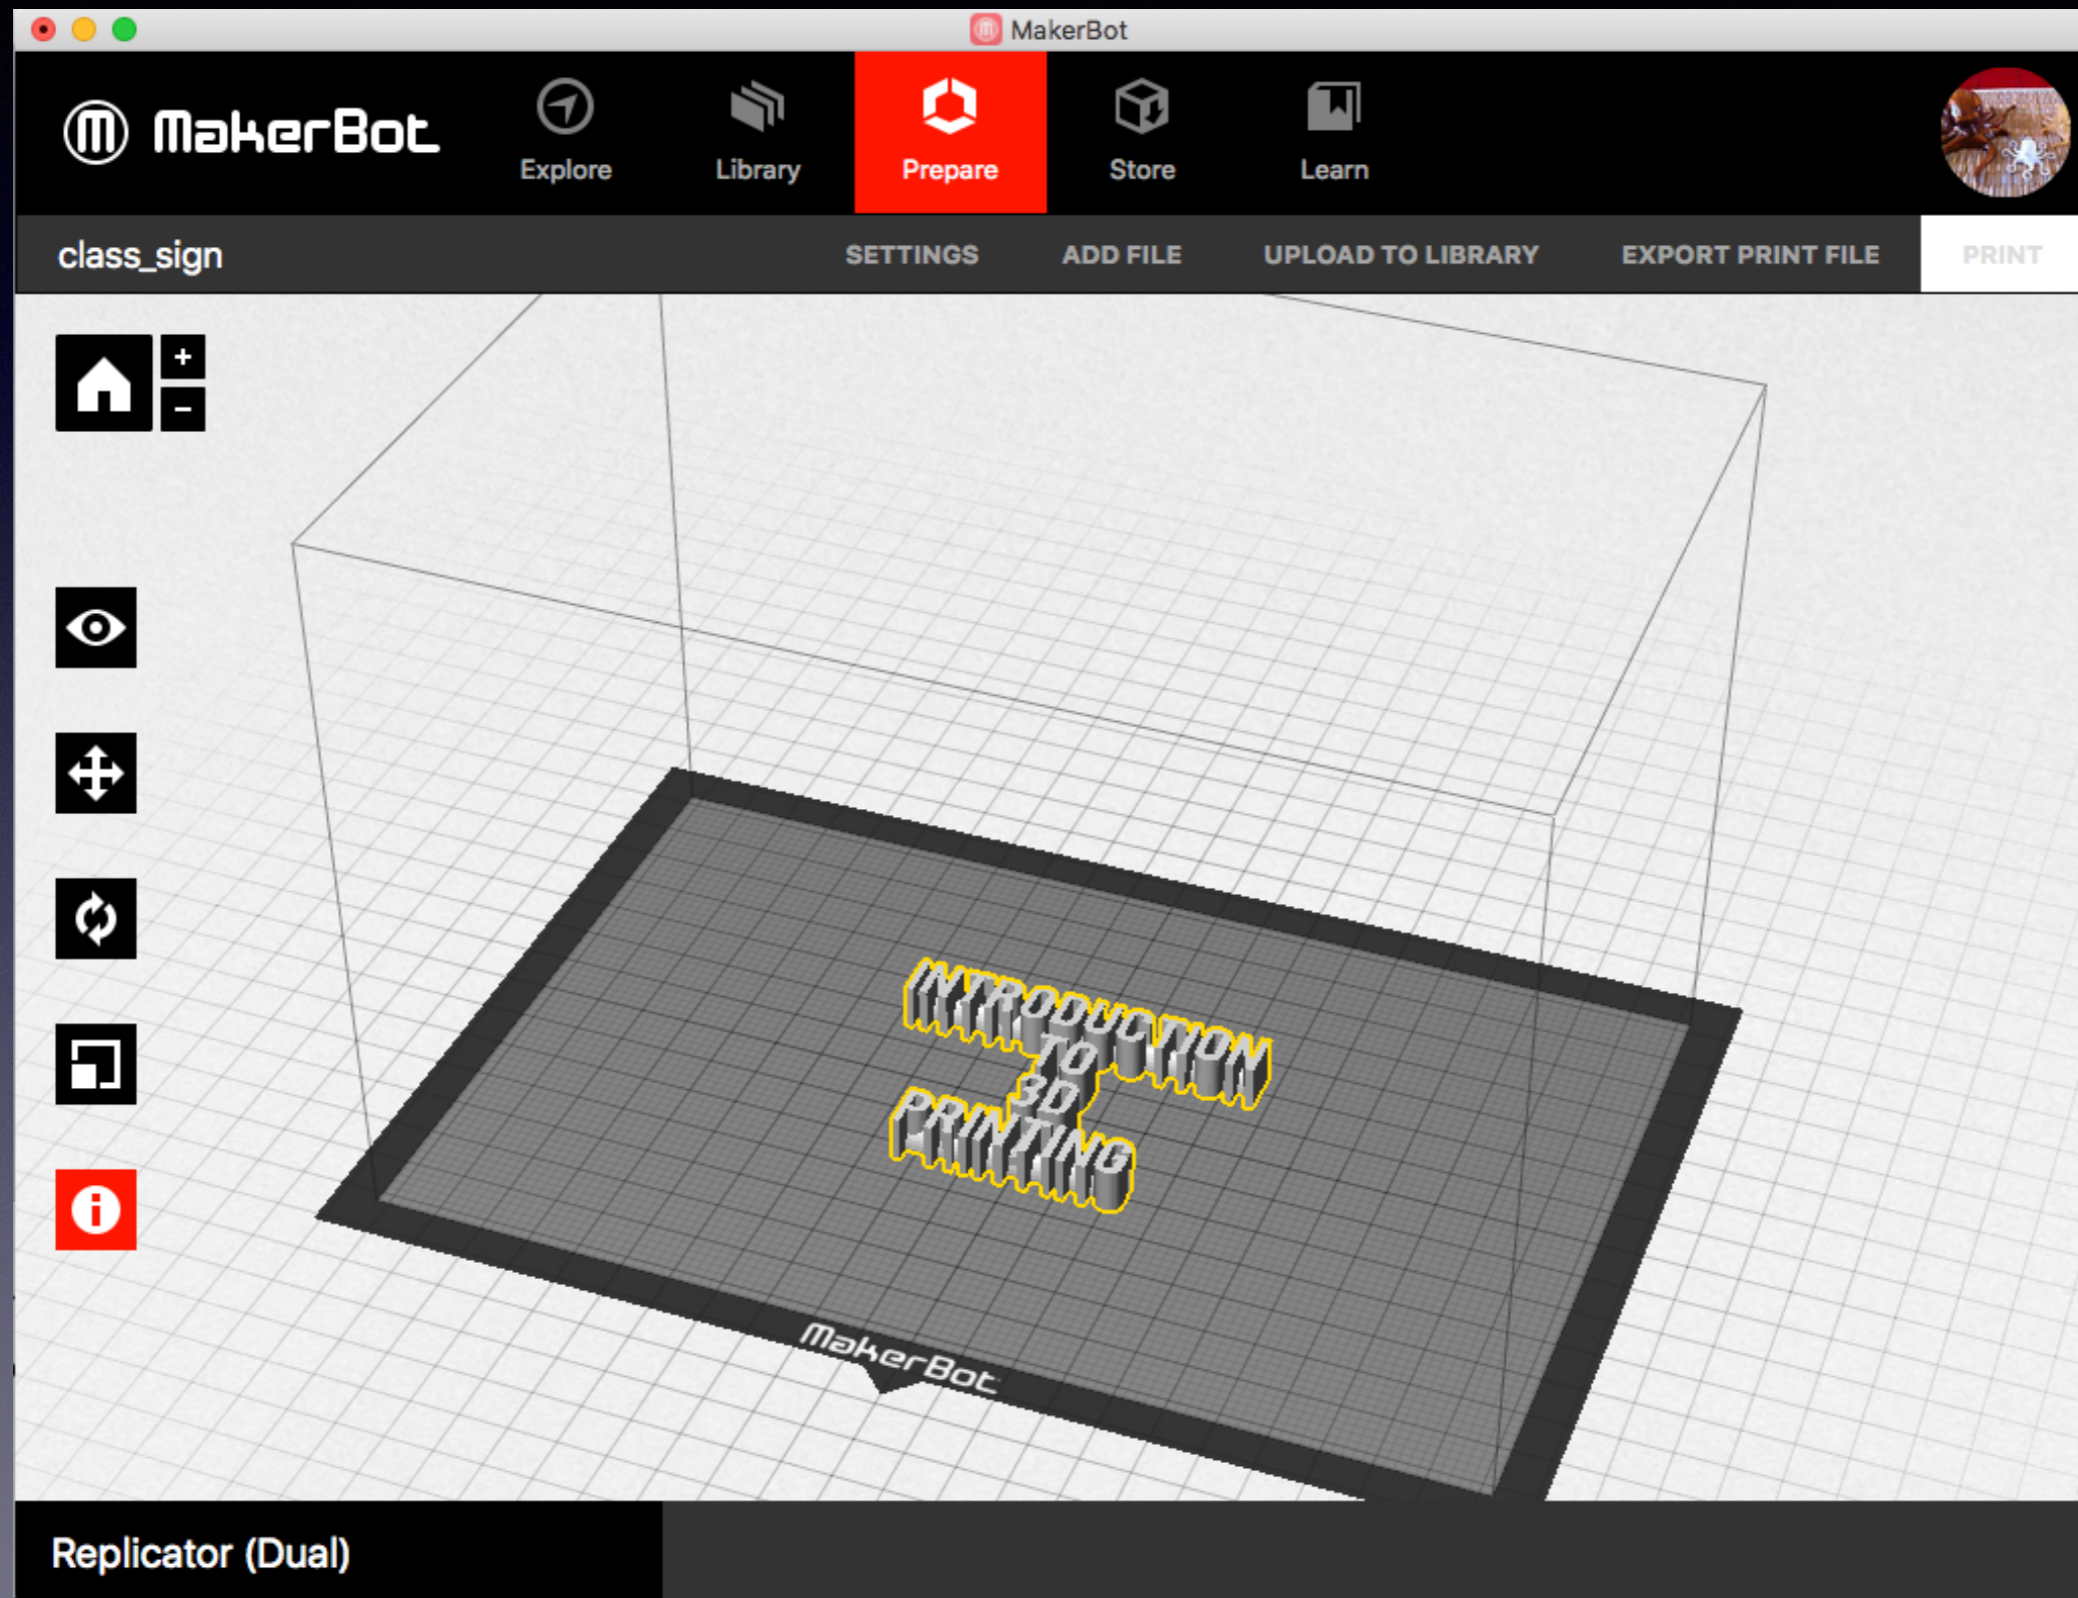 MakerBot
MakerBot
Explore
Library
Prepare
Store
Learn
class_sign
SETTINGS
ADD FILE
UPLOAD TO LIBRARY
EXPORT PRINT FILE
PRINT
INTRODUCTION
TO
3D
PRINTING
MakerBot
Replicator (Dual)